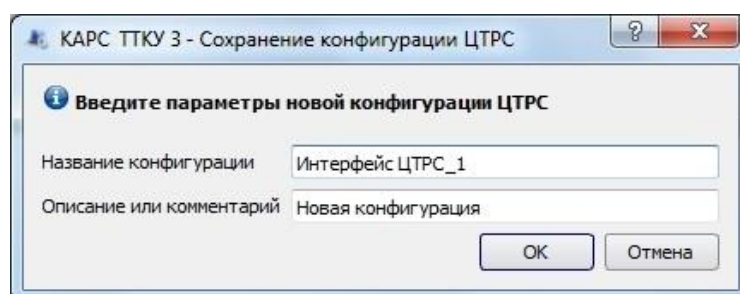 КАРС ТТКУ 3 - Сохранение конфигурации ЦТРС
Введите параметры новой конфигурации ЦТРС
Название конфигурации Интерфейс ЦТРС_1
Описание или комментарий Новая конфигурация
OK Отмена